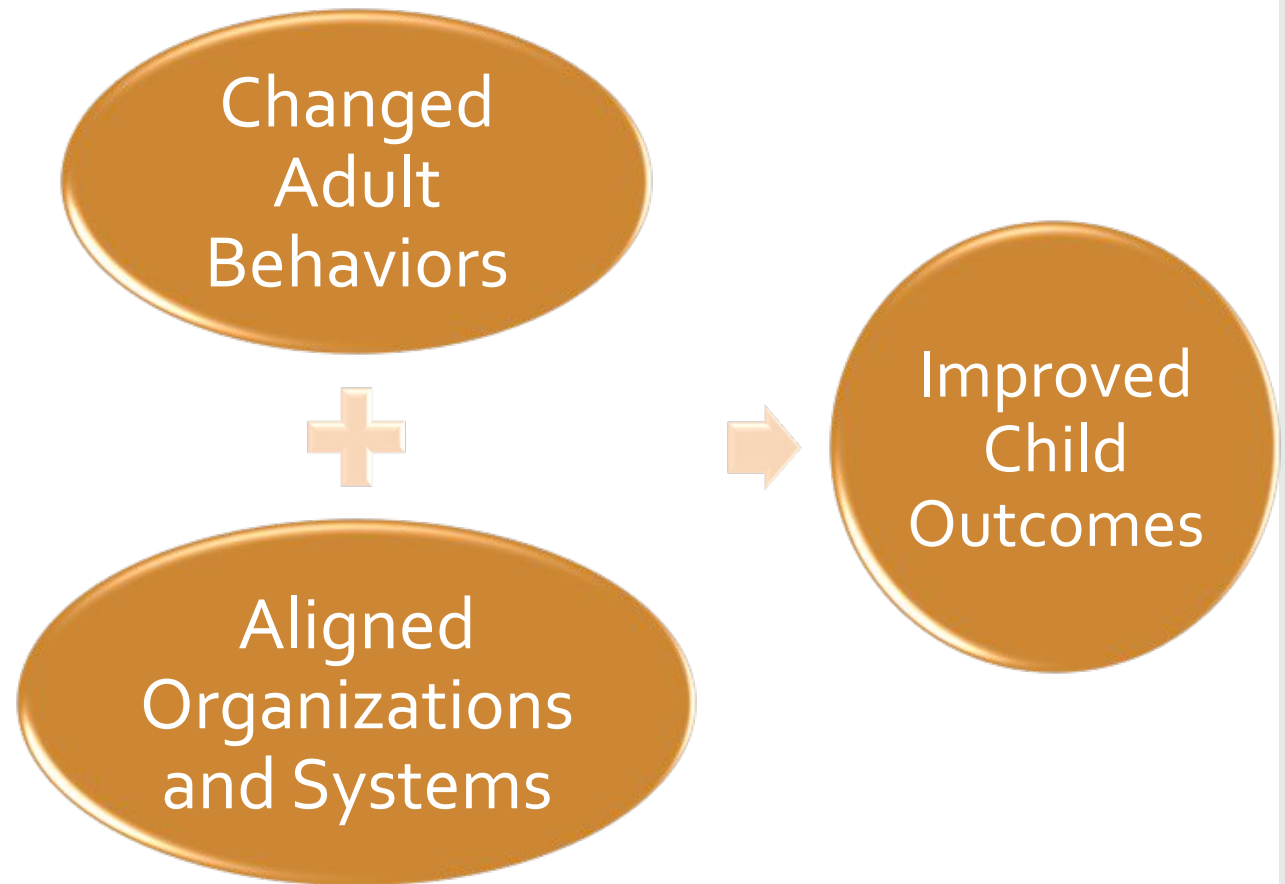 Changed
Adult
Behaviors
Aligned
Organizations
and Systems
Improved
Child
Outcomes